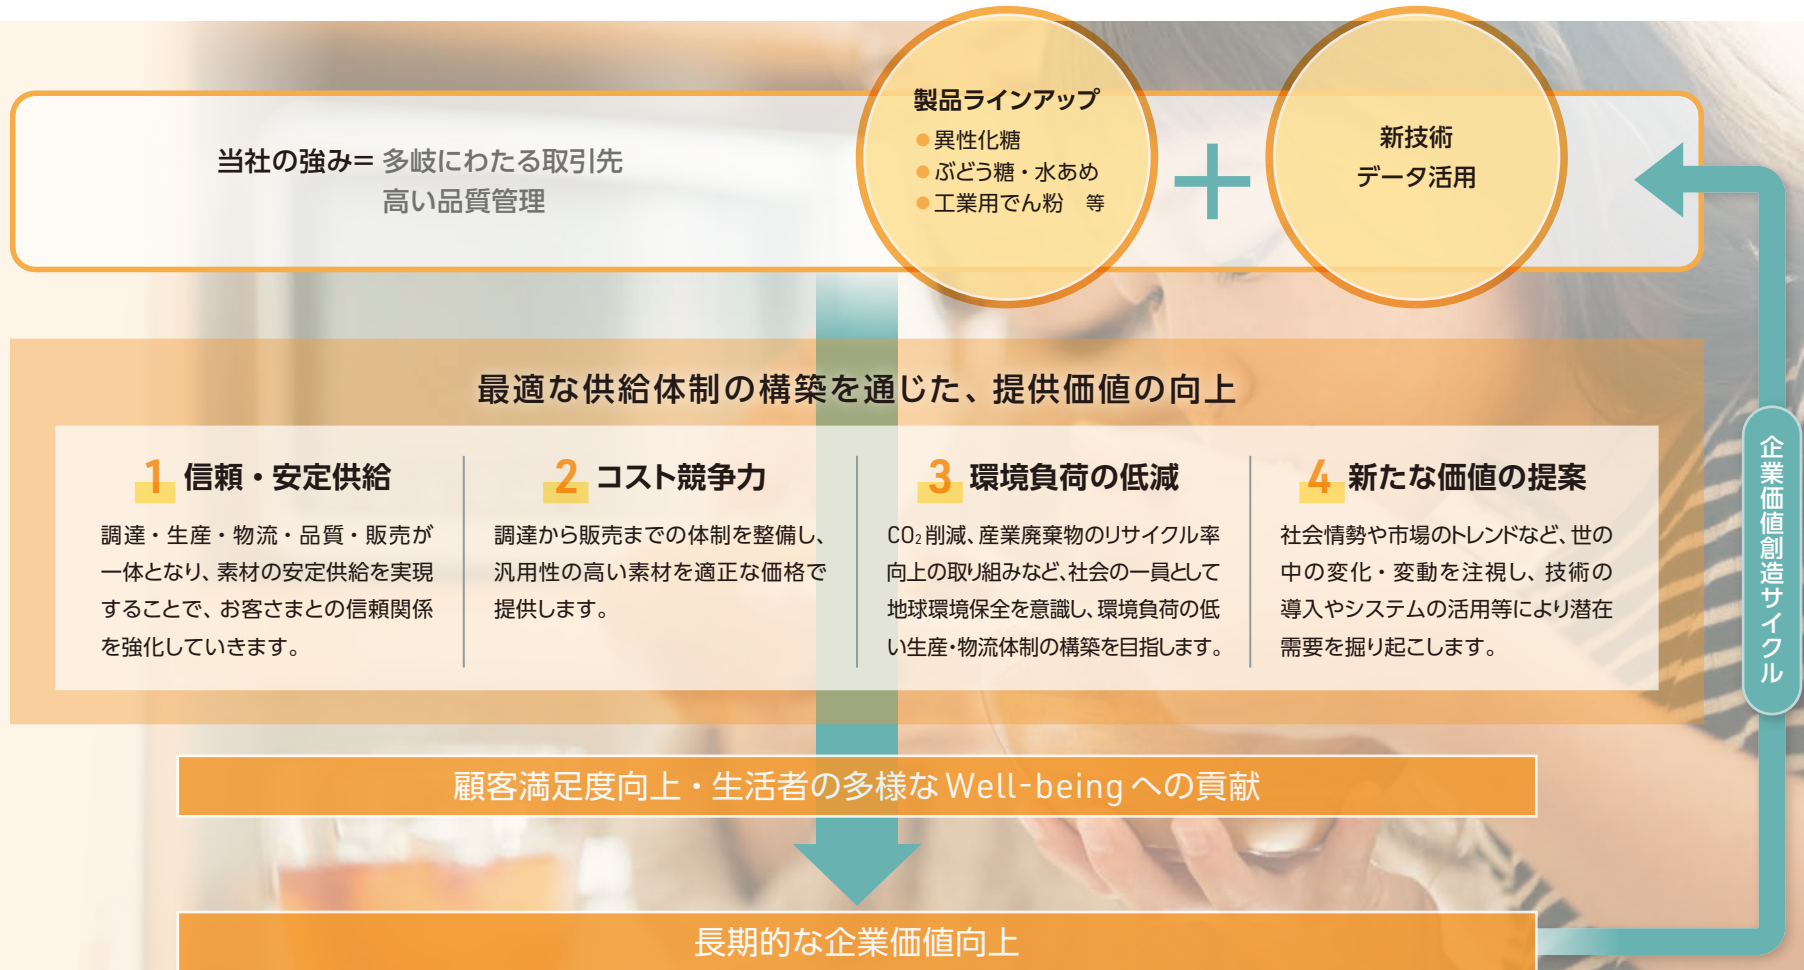 当社の強み= 多岐にわたる取引先
高い品質管理
製品ラインアップ
●異性化糖
●ぶどう糖・水あめ
●工業用でん粉　等
＋
新技術
データ活用
最適な供給体制の構築を通じた、提供価値の向上
1 信頼・安定供給
調達・生産・物流・品質・販売が
一体となり、素材の安定供給を実現
することで、お客さまとの信頼関係
を強化していきます。
2 コスト競争力
調達から販売までの体制を整備し、
汎用性の高い素材を適正な価格で
提供します。
3 環境負荷の低減
CO₂削減、産業廃棄物のリサイクル率
向上の取り組みなど、社会の一員として
地球環境保全を意識し、環境負荷の低
い生産・物流体制の構築を目指します。
4 新たな価値の提案
社会情勢や市場のトレンドなど、世の
中の変化・変動を注視し、技術の
導入やシステムの活用等により潜在
需要を掘り起こします。
顧客満足度向上・生活者の多様なWell-beingへの貢献
長期的な企業価値向上
企業価値創造サイクル